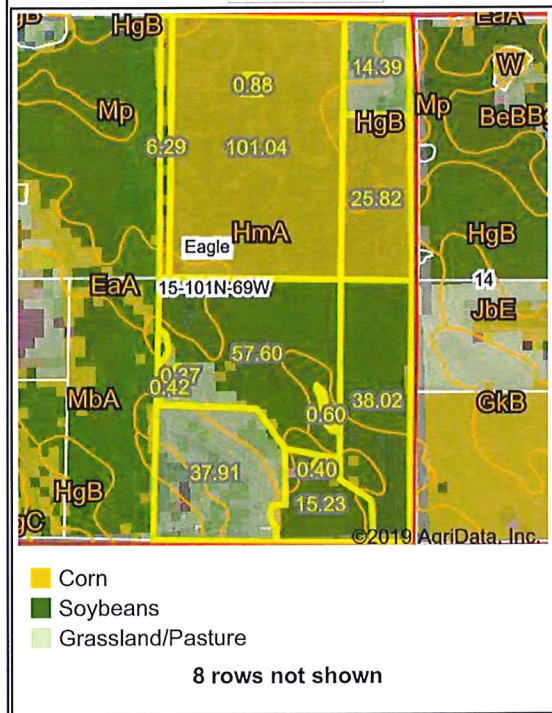 HgB
EaA
14.39
W
0.88
Mp
HgB
Mp
BeBB
6.29
101.04
25.82
HmA
HgB
Eagle
EaA
15-101N-69W
14
JbE
57.60
0.37
0.42
MbA
0.60
38.02
GkB
37.91
0.40
HgB
15.23
gC
©2019 AgriData, Inc.
Corn
Soybeans
Grassland/Pasture
8 rows not shown